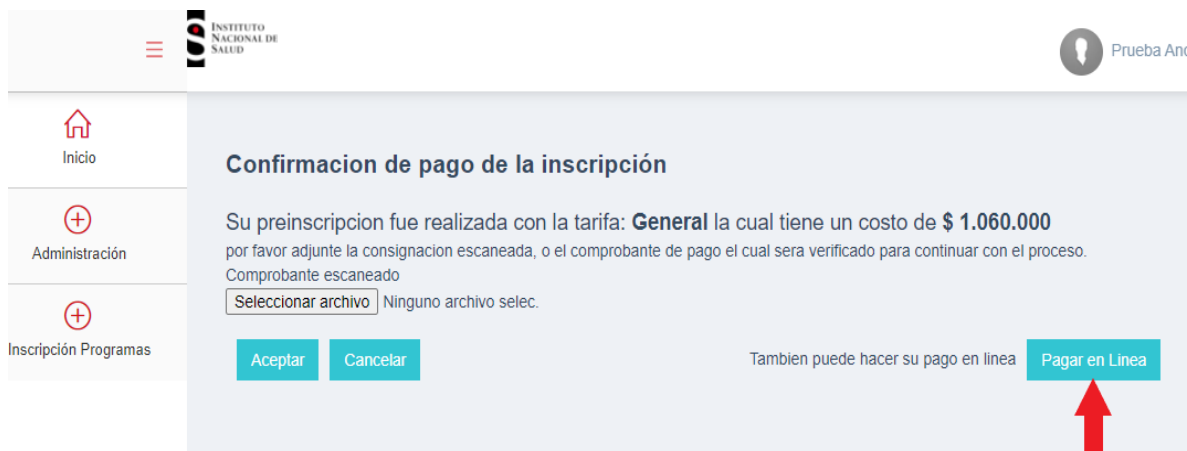 INSTITUTO
NACIONAL DE
SALUD
Prueba And
Inicio
Administración
Inscripción Programas
Confirmacion de pago de la inscripción
Su preinscripcion fue realizada con la tarifa: General la cual tiene un costo de $ 1.060.000
por favor adjunte la consignacion escaneada, o el comprobante de pago el cual sera verificado para continuar con el proceso.
Comprobante escaneado
Seleccionar archivo Ninguno archivo selec.
Aceptar Cancelar Tambien puede hacer su pago en linea Pagar en Linea